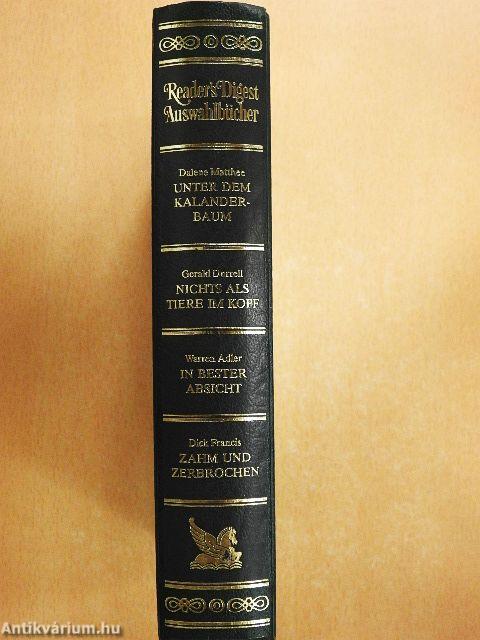 Reader's Digest
Auswahlbücher
Dalene Matthee
UNTER DEM
KALANDER-
BAUM
Gerald Durrell
NICHTS ALS
TIERE IM KOPF
Warren Adler
IN BESTER
ABSICHT
Dick Francis
ZAHM UND
ZERBROCHEN
Antikvárium.hu